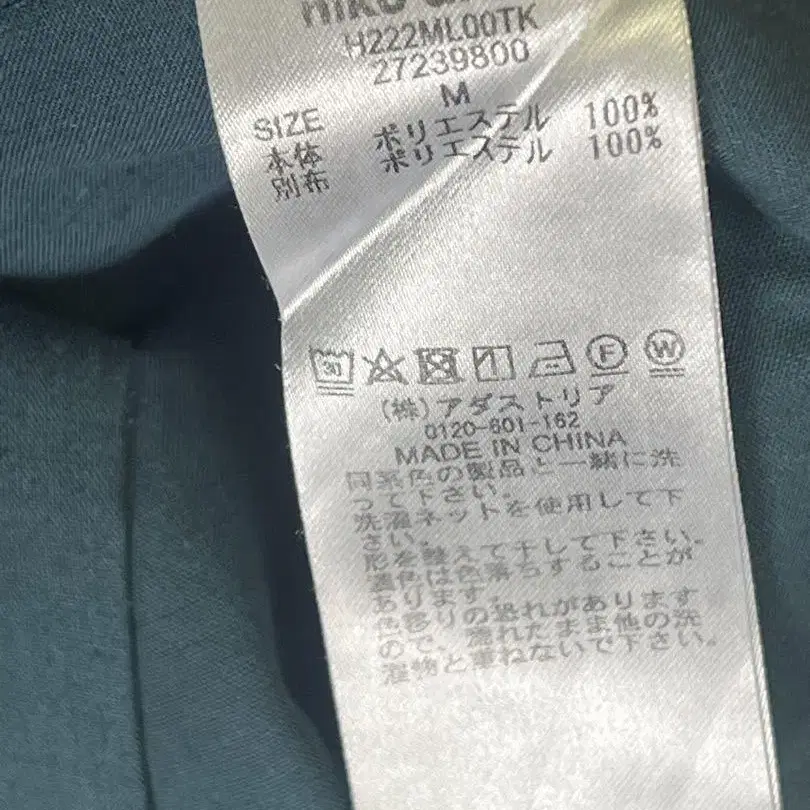 H222ML00TK
27239800
SIZE M
本体 ポリエステル 100%
別布 ポリエステル 100%
30 F W
(株)アダストリア
0120-601-162
MADE IN CHINA
同系色の製品と一緒に洗
って下さい。
洗濯ネットを使用して下
さい。
形を整えて干して下さい。
濃色は色落ちすることが
あります。
色移りの恐れがあります
ので、濡れたまま他の洗
濯物と重ねないで下さい。